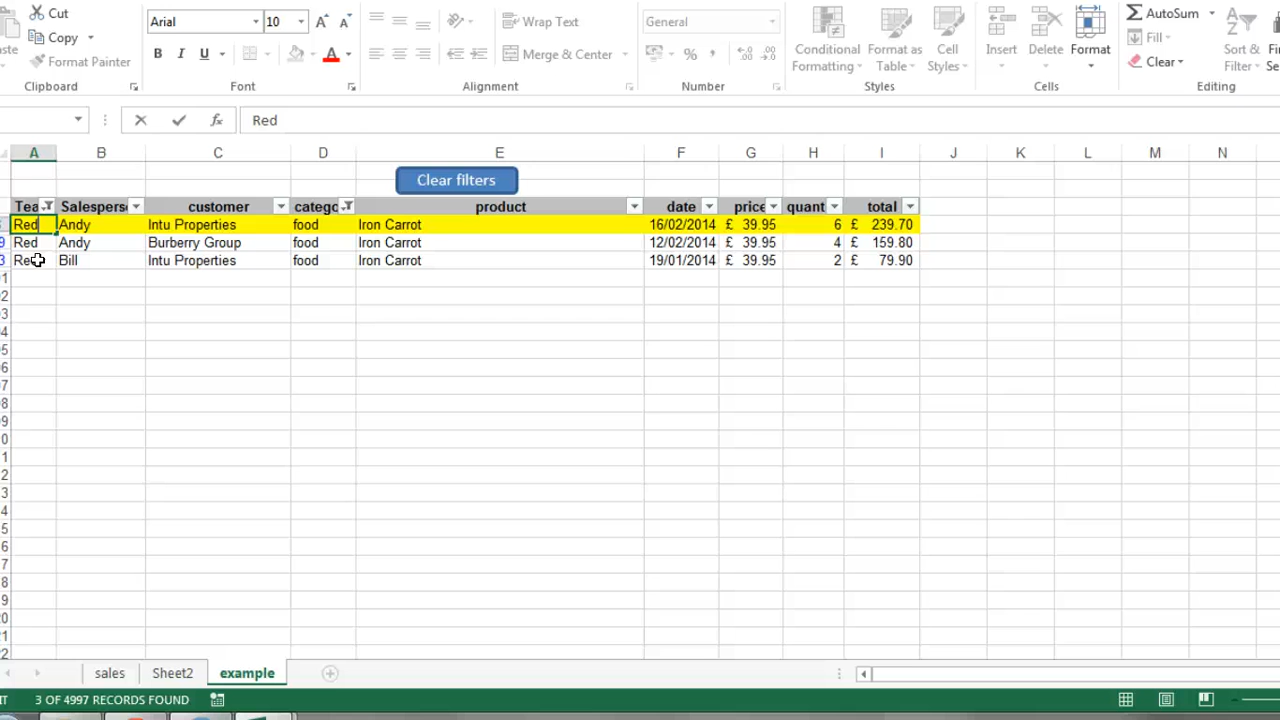 Cut
Arial 10
Wrap Text
General
Copy
Format Painter
B I U
Merge & Center
Conditional Formatting
Format as Table
Cell Styles
Insert
Delete
Format
AutoSum
Fill
Clear
Sort & Filter
Clipboard
Font
Alignment
Number
Styles
Cells
Editing
Red
A B C D E F G H I J K L M N
Clear filters
Salesperso customer catego product date price quant total
Red Andy Intu Properties food Iron Carrot 16/02/2014 £ 39.95 6 £ 239.70
Red Andy Burberry Group food Iron Carrot 12/02/2014 £ 39.95 4 £ 159.80
Red Bill Intu Properties food Iron Carrot 19/01/2014 £ 39.95 2 £ 79.90
sales Sheet2 example
3 OF 4997 RECORDS FOUND